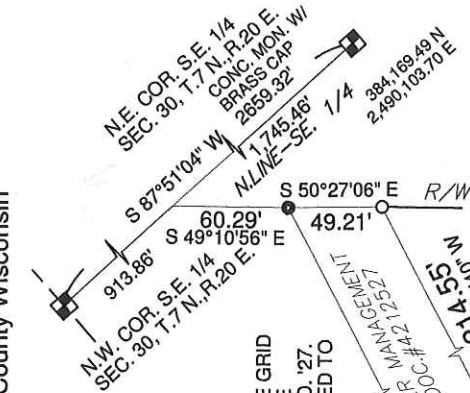 N.E. COR. S.E. 1/4
SEC. 30, T.7 N., R.20 E.
CONC. MON. W/
BRASS CAP
2659.32'
S 87°51'04" W
1,745.46'
N.LINE-SE. 1/4
384,169.49 N
2,490,103.70 E
S 50°27'06" E
R/W
60.29'
49.21'
S 49°10'56" E
913.86'
N.W. COR. S.E. 1/4
SEC. 30, T.7 N., R.20 E.
County Wisconsin
E GRID
E
D. '27.
ED TO
R MANAGEMENT
DOC.#4212527
214.55
10" W